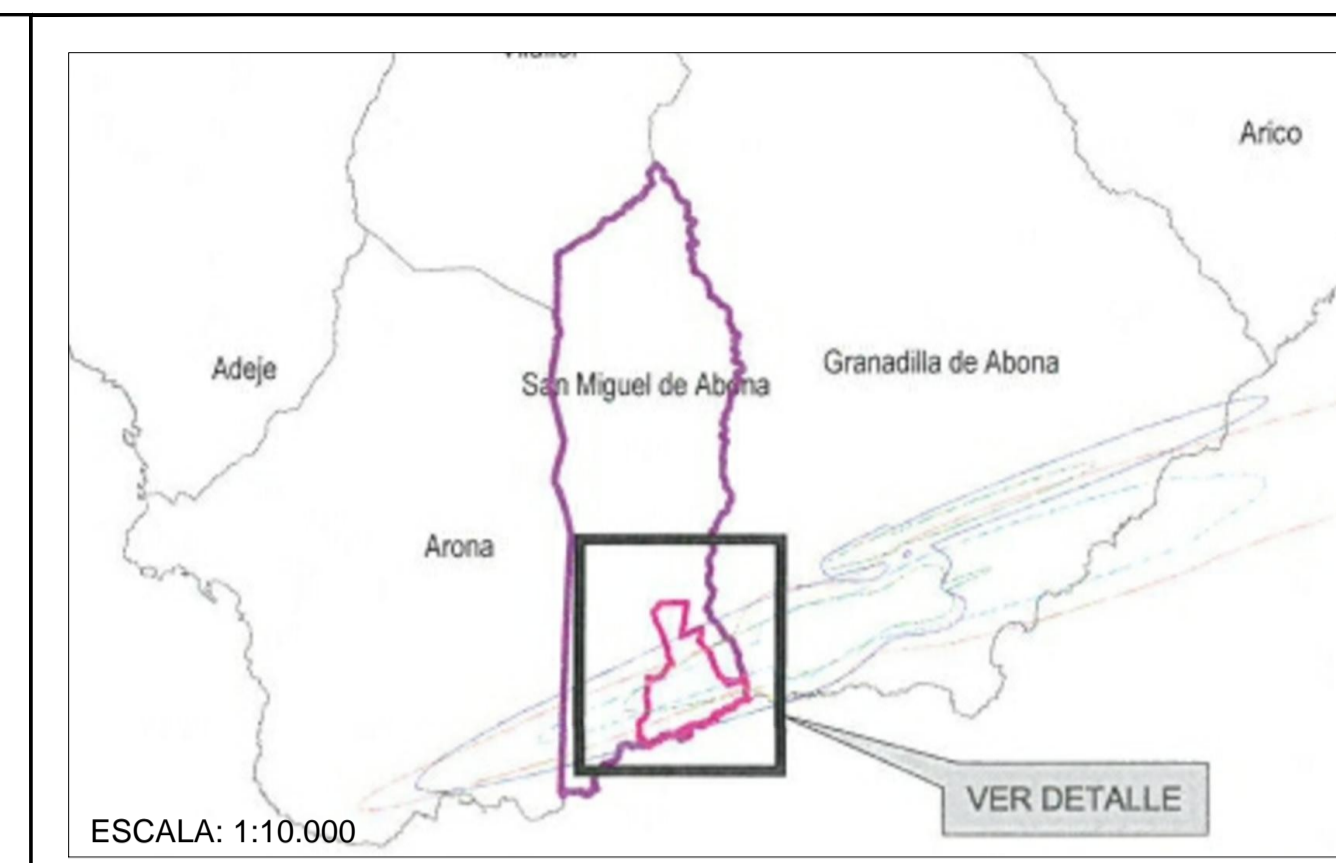 Arico
Adeje
San Miguel de Abona
Granadilla de Abona
Arona
VER DETALLE
ESCALA: 1:10.000